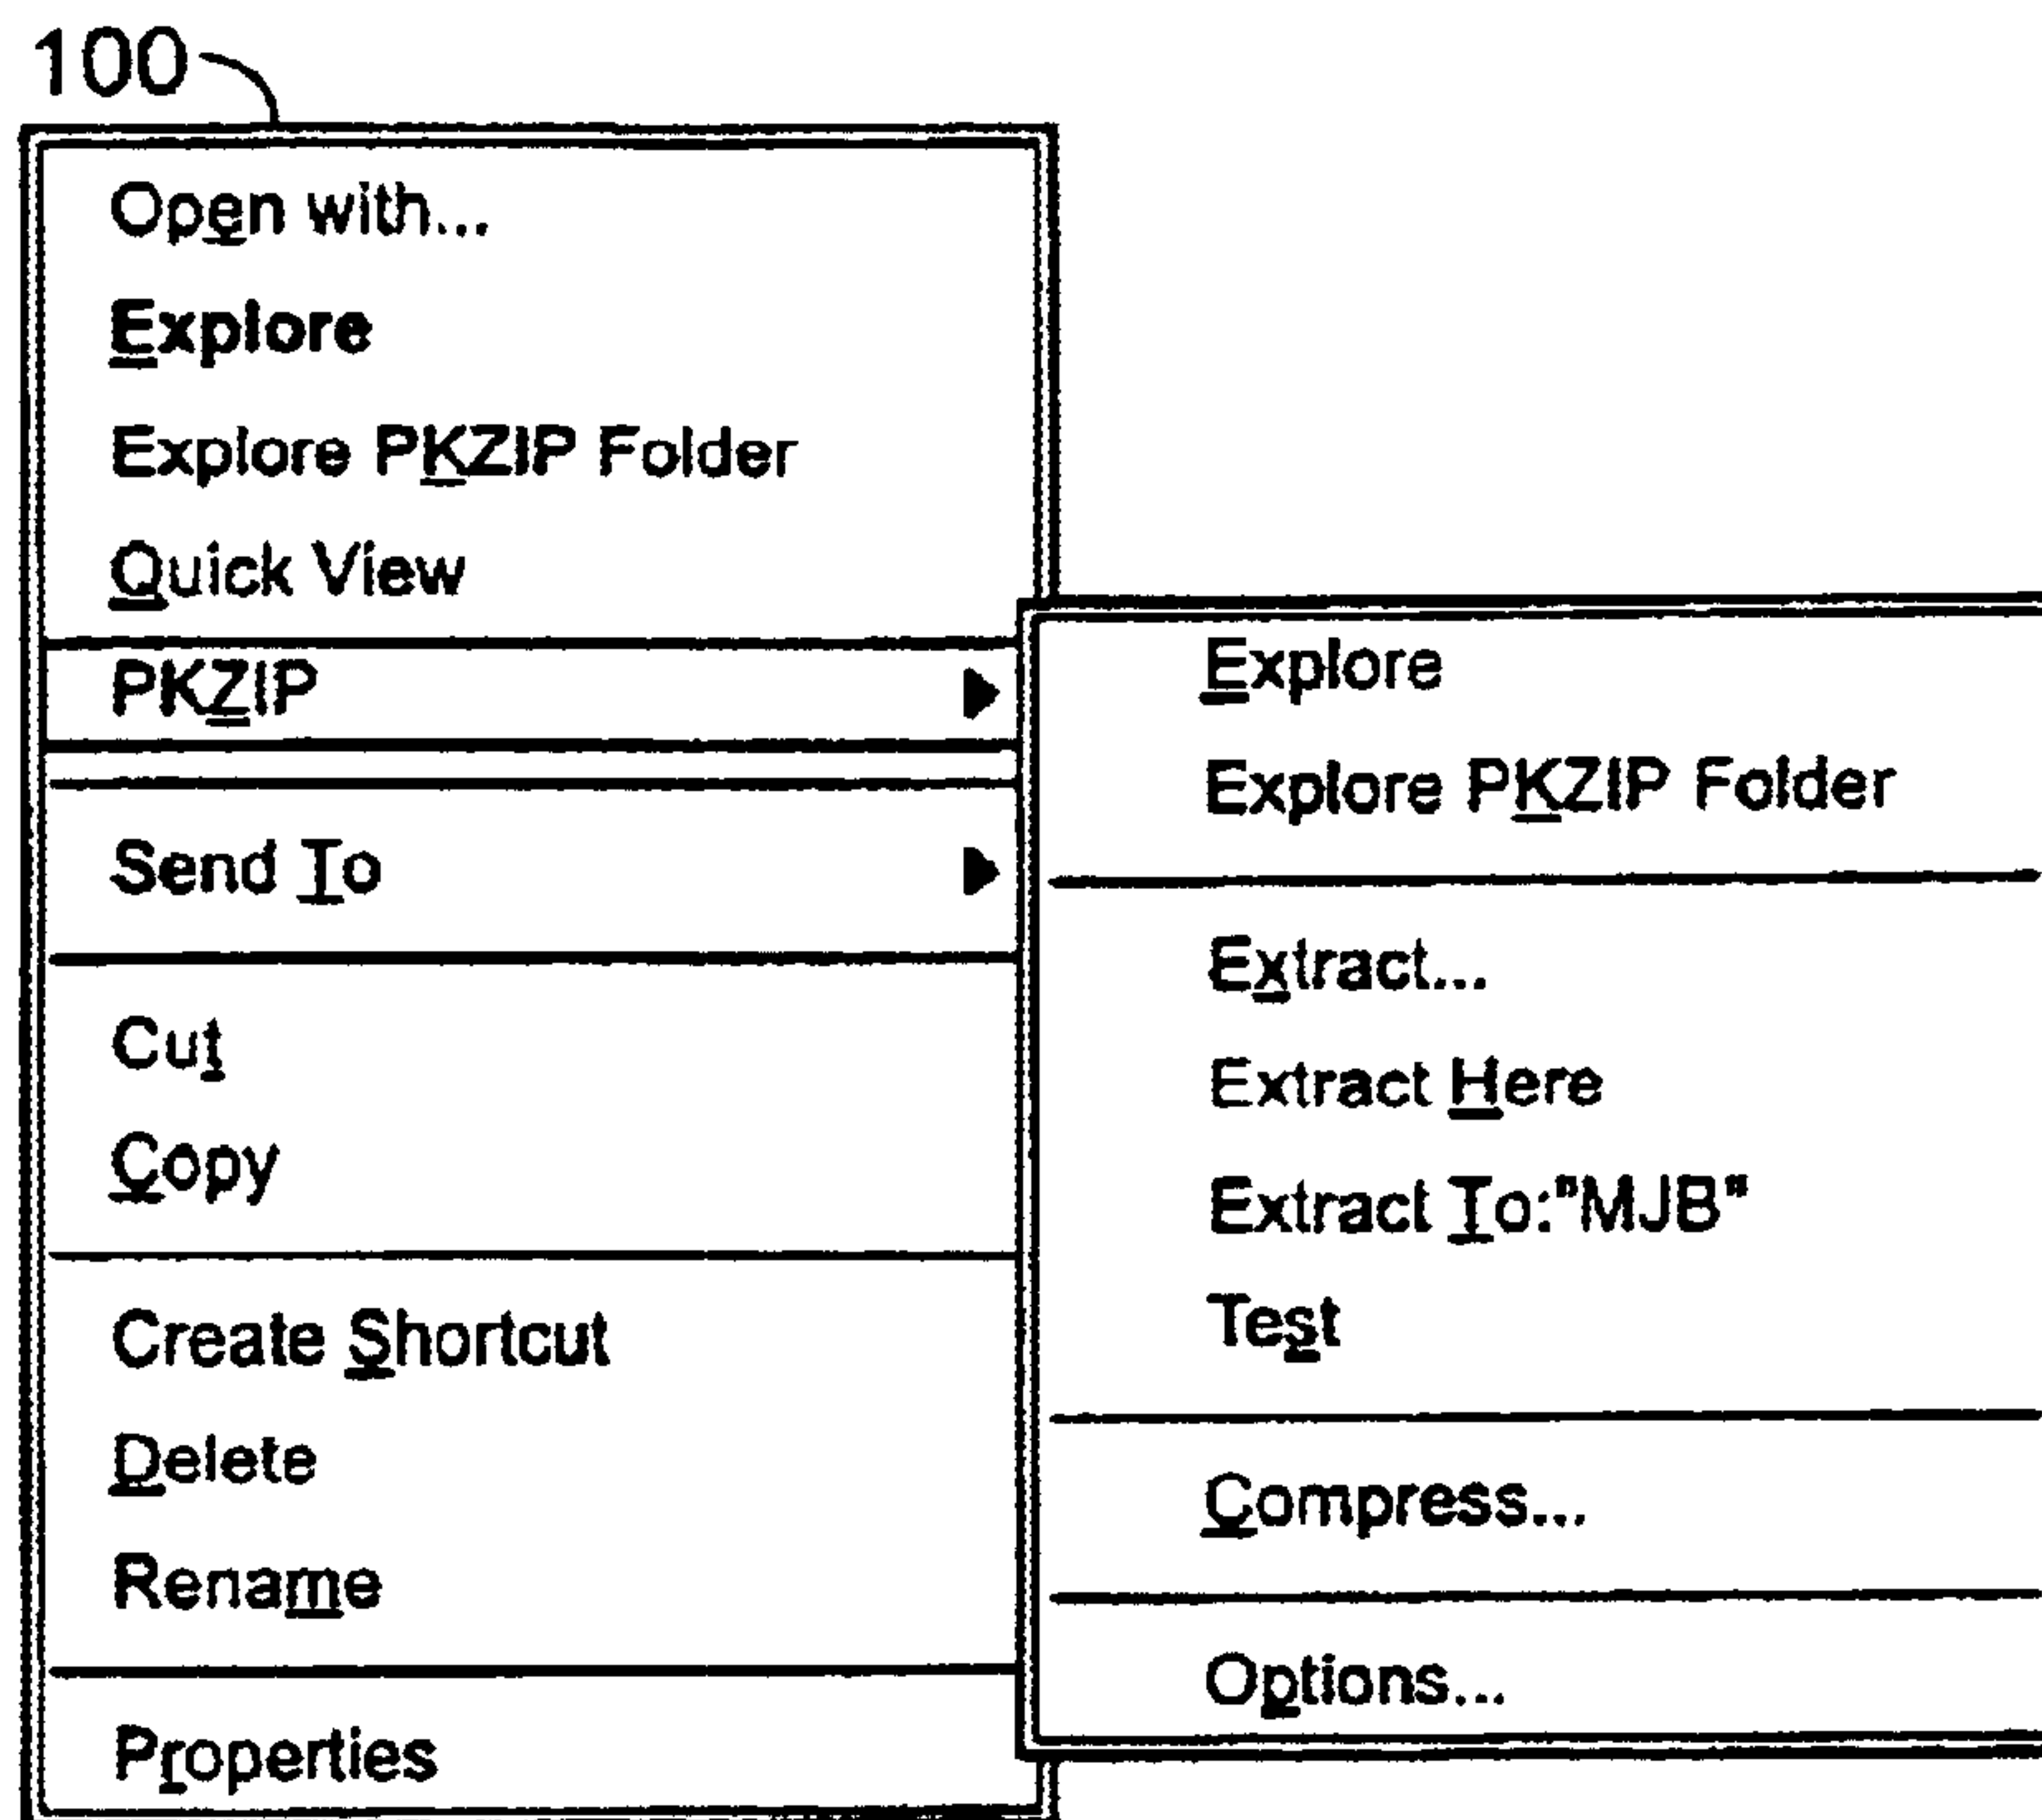 100
Open with...
Explore
Explore PKZIP Folder
Quick View
PKZIP
Send To
Cut
Copy
Create Shortcut
Delete
Rename
Properties
Explore
Explore PKZIP Folder
Extract...
Extract Here
Extract To:"MJB"
Test
Compress...
Options...